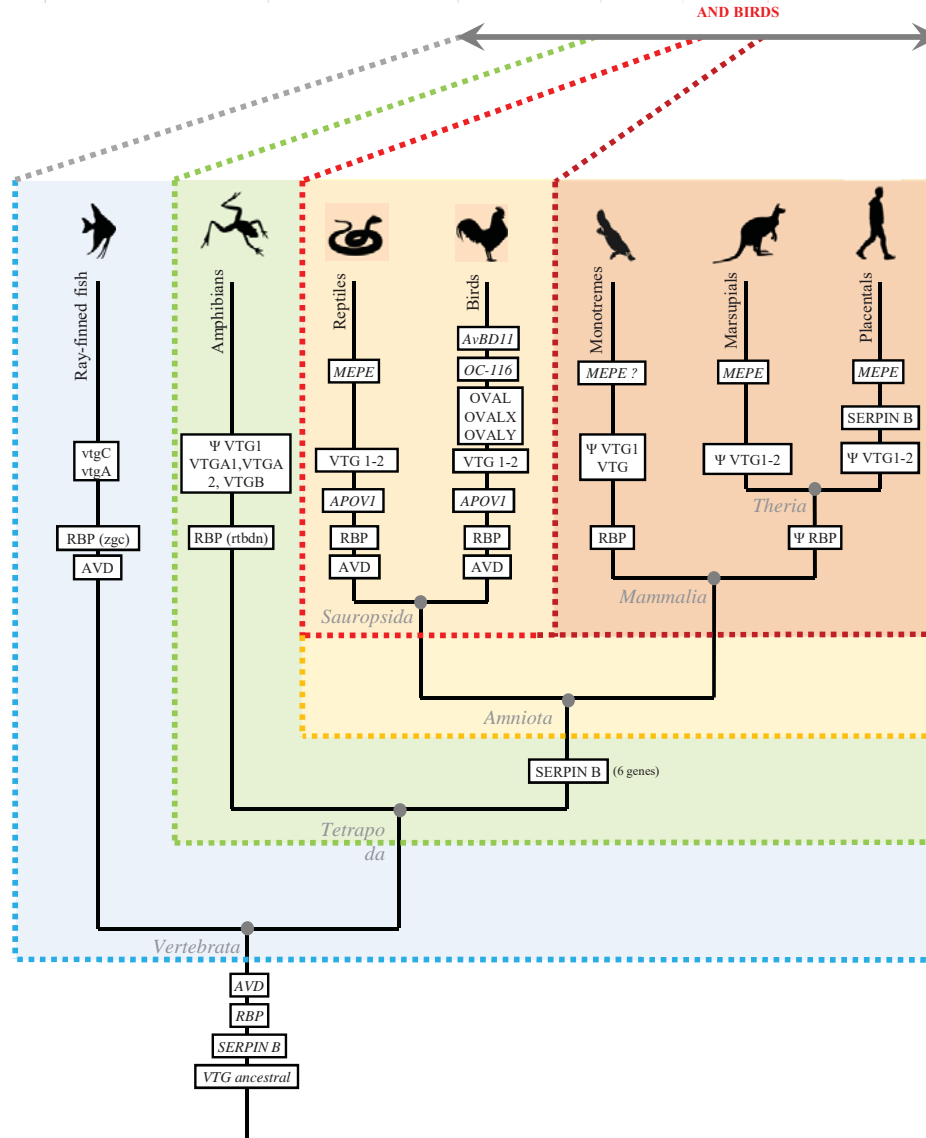 AND BIRDS
Ray-finned fish
vtgC
vtgA
RBP (zgc)
AVD
Amphibians
Ψ VTG1
VTGA1,VTGA
2, VTGB
RBP (rtbdn)
Reptiles
MEPE
VTG 1-2
APOV1
RBP
AVD
Birds
AvBD11
OC-116
OVAL
OVALX
OVALY
VTG 1-2
APOV1
RBP
AVD
Monotremes
MEPE ?
Ψ VTG1
VTG
RBP
Marsupials
MEPE
Ψ VTG1-2
Placentals
MEPE
SERPIN B
Ψ VTG1-2
Theria
Ψ RBP
Sauropsida
Mammalia
Amniota
SERPIN B (6 genes)
Tetrapo
da
Vertebrata
AVD
RBP
SERPIN B
VTG ancestral